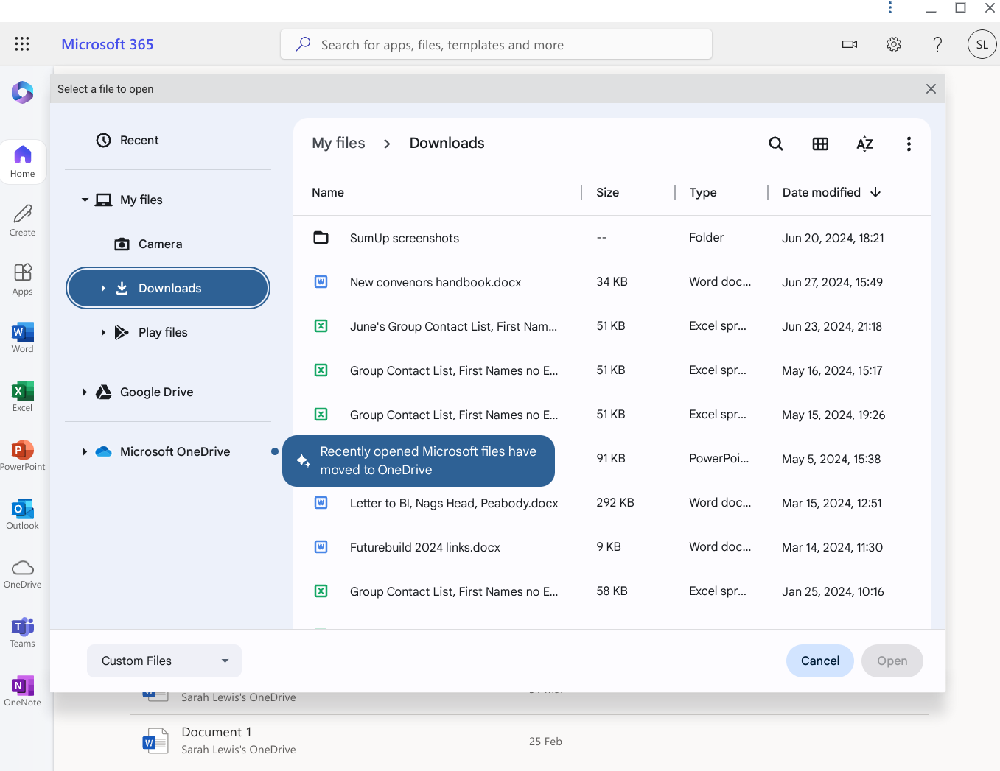 Microsoft 365
Search for apps, files, templates and more
SL
Select a file to open
Home
Create
Apps
Word
Excel
PowerPoint
Outlook
OneDrive
Teams
OneNote
Recent
My files
Camera
Downloads
Play files
Google Drive
Microsoft OneDrive
My files > Downloads
Name Size Type Date modified
SumUp screenshots -- Folder Jun 20, 2024, 18:21
New convenors handbook.docx 34 KB Word doc... Jun 27, 2024, 15:49
June's Group Contact List, First Nam... 51 KB Excel spr... Jun 23, 2024, 21:18
Group Contact List, First Names no E... 51 KB Excel spr... May 16, 2024, 15:17
Group Contact List, First Names no E... 51 KB Excel spr... May 15, 2024, 19:26
Recently opened Microsoft files have
moved to OneDrive
91 KB PowerPoi... May 5, 2024, 15:38
Letter to BI, Nags Head, Peabody.docx 292 KB Word doc... Mar 15, 2024, 12:51
Futurebuild 2024 links.docx 9 KB Word doc... Mar 14, 2024, 11:30
Group Contact List, First Names no E... 58 KB Excel spr... Jan 25, 2024, 10:16
Custom Files
Cancel
Open
Sarah Lewis's OneDrive
Document 1
Sarah Lewis's OneDrive
25 Feb